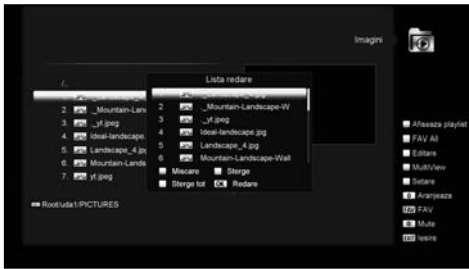 Imagini
/..
2. ._Mountain-Lan
3. ._yt.jpeg
4. Ideal-landscape.
5. Landscape_4.jp
6. Mountain-Lands
7. yt.jpeg
Root/uda1/PICTURES
Lista redare
1
2 ._Mountain-Landscape-W
3 ._yt.jpeg
4 Ideal-landscape.jpg
5 Landscape_4.jpg
6 Mountain-Landscape-Wall
Miscare Sterge
Sterge tot OK Redare
Afiseaza playlist
FAV All
Editare
MultiView
Setare
Aranjeaza
FAV FAV
Mute
EXIT Iesire